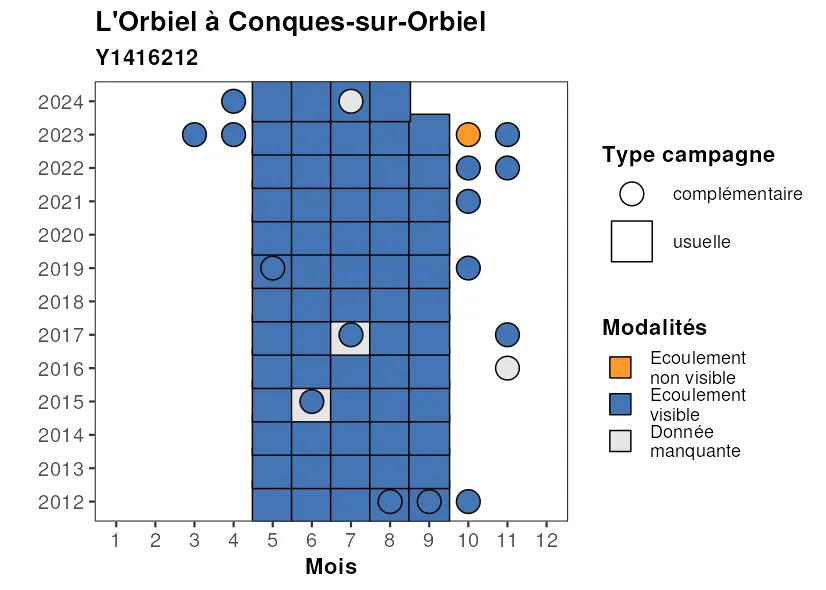 L'Orbiel à Conques-sur-Orbiel
Y1416212
2024
2023
2022
2021
2020
2019
2018
2017
2016
2015
2014
2013
2012
1 2 3 4 5 6 7 8 9 10 11 12
Mois
Type campagne
complémentaire
usuelle
Modalités
Ecoulement
non visible
Ecoulement
visible
Donnée
manquante